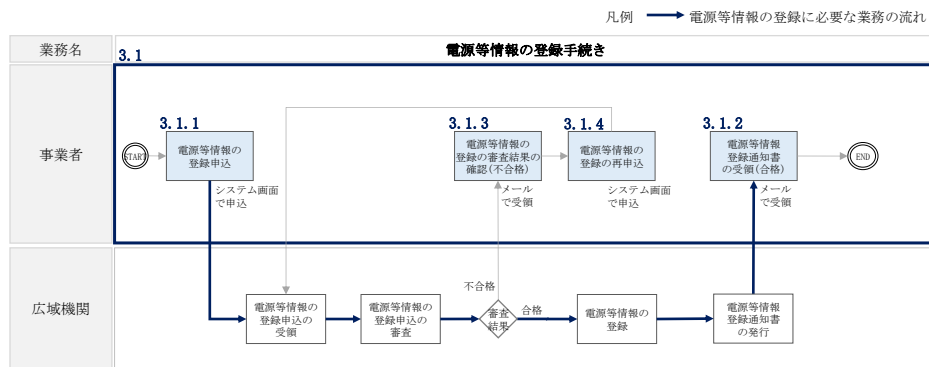 凡例 電源等情報の登録に必要な業務の流れ
業務名
3.1
電源等情報の登録手続き
事業者
START
3.1.1
電源等情報の
登録申込
システム画面
で申込
3.1.3
電源等情報の
登録の審査結果の
確認(不合格)
メール
で受領
3.1.4
電源等情報の
登録の再申込
システム画面
で申込
3.1.2
電源等情報
登録通知書
の受領(合格)
メール
で受領
END
広域機関
電源等情報の
登録申込の
受領
電源等情報の
登録申込の
審査
不合格
審査
結果
合格
電源等情報の
登録
電源等情報
登録通知書
の発行